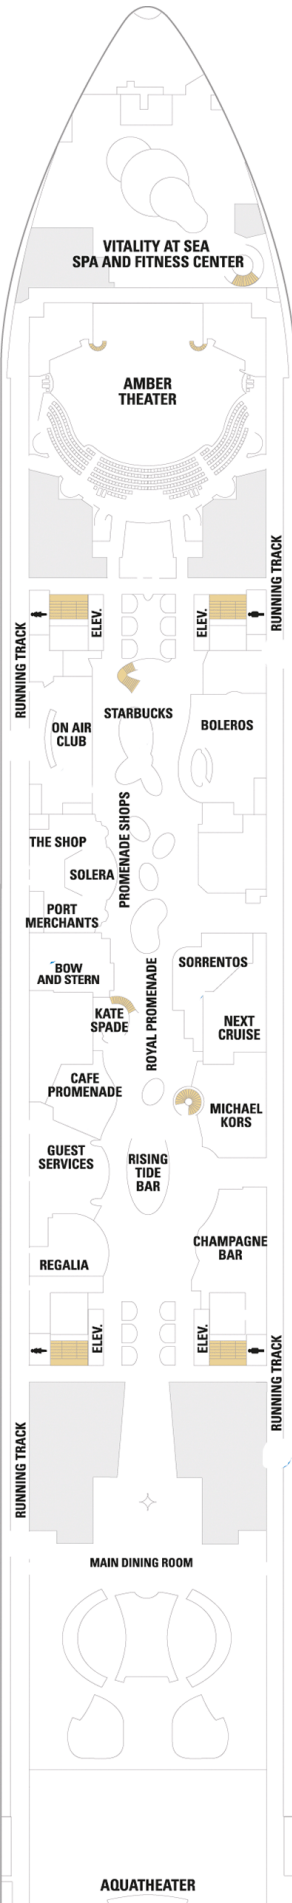 VITALITY AT SEA
SPA AND FITNESS CENTER
AMBER
THEATER
RUNNING TRACK
ELEV.
ELEV.
RUNNING TRACK
STARBUCKS
ON AIR
CLUB
BOLEROS
PROMENADE SHOPS
THE SHOP
SOLERA
PORT
MERCHANTS
BOW
AND STERN
SORRENTOS
ROYAL PROMENADE
KATE
SPADE
NEXT
CRUISE
CAFE
PROMENADE
MICHAEL
KORS
GUEST
SERVICES
RISING
TIDE
BAR
CHAMPAGNE
BAR
REGALIA
ELEV.
ELEV.
RUNNING TRACK
RUNNING TRACK
MAIN DINING ROOM
AQUATHEATER